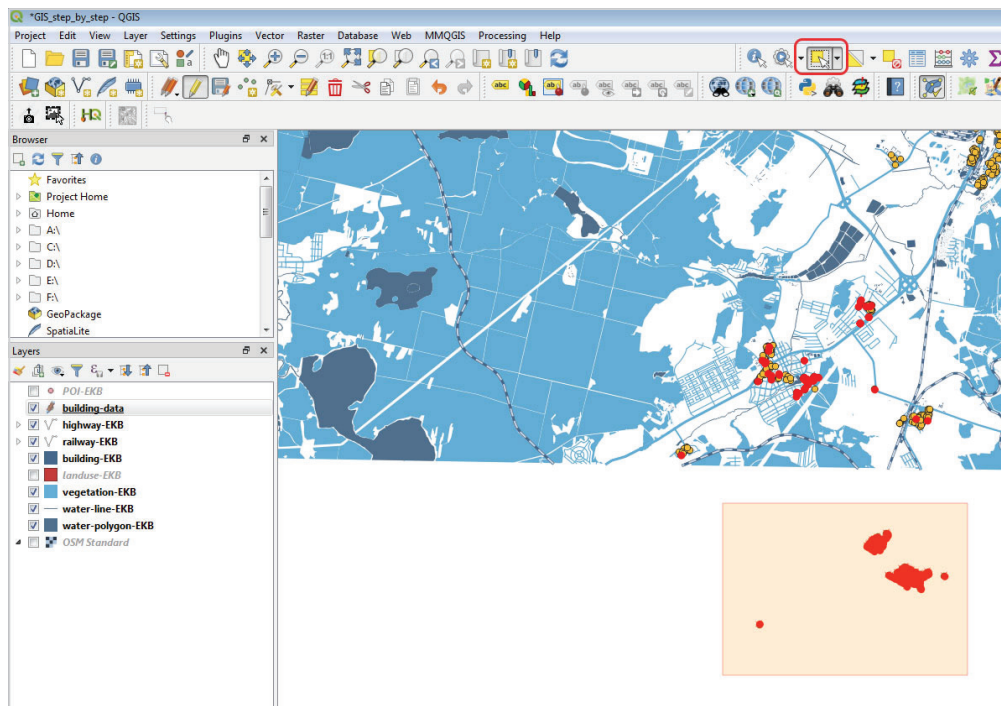 *GIS_step_by_step - QGIS
Project Edit View Layer Settings Plugins Vector Raster Database Web MMQGIS Processing Help
Browser
Favorites
Project Home
Home
A:\
C:\
D:\
E:\
F:\
GeoPackage
SpatiaLite
Layers
POI-EKB
building-data
highway-EKB
railway-EKB
building-EKB
landuse-EKB
vegetation-EKB
water-line-EKB
water-polygon-EKB
OSM Standard